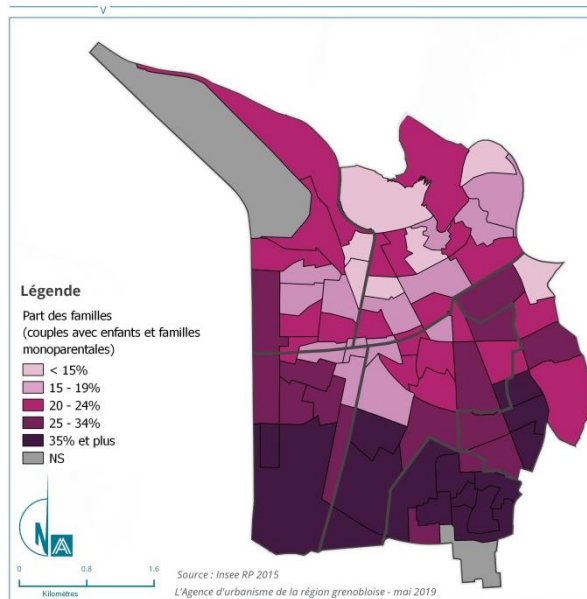 V
Légende
Part des familles
(couples avec enfants et familles
monoparentales)
< 15%
15 - 19%
20 - 24%
25 - 34%
35% et plus
NS
N
0 0.8 1.6
Kilomètres
Source : Insee RP 2015
L'Agence d'urbanisme de la région grenobloise - mai 2019